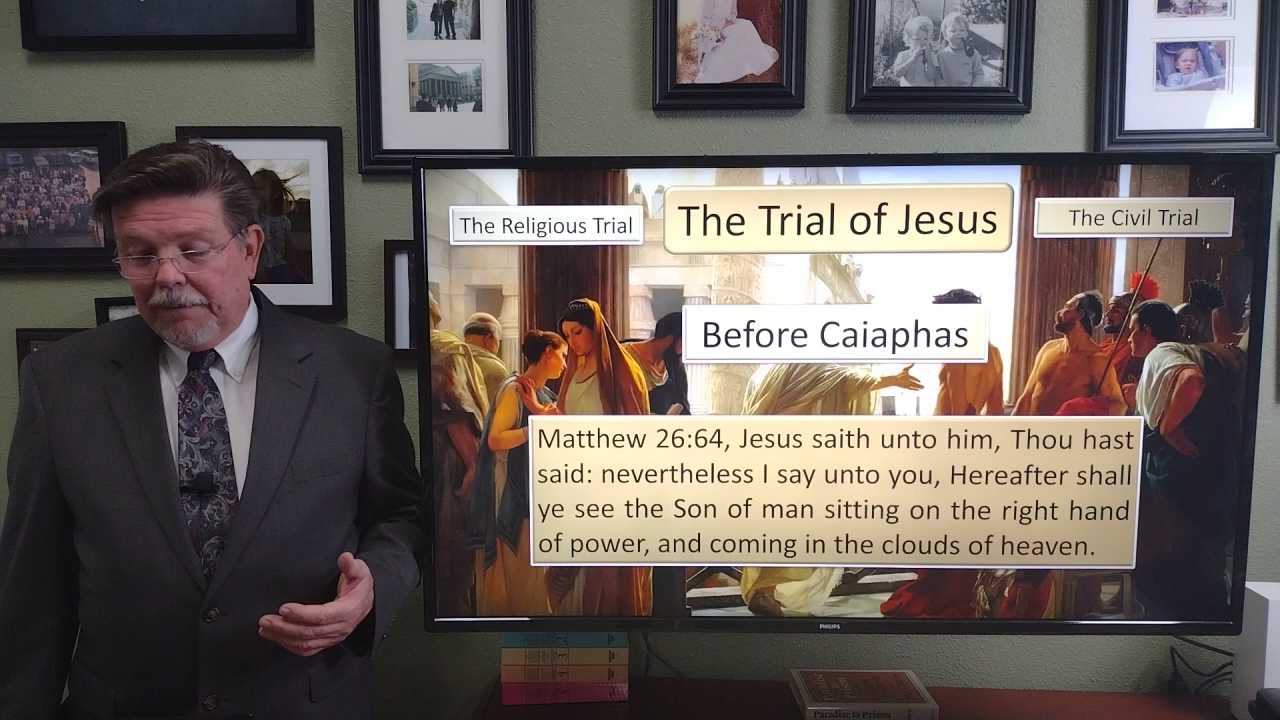 The Religious Trial
The Trial of Jesus
The Civil Trial
Before Caiaphas
Matthew 26:64, Jesus saith unto him, Thou hast
said: nevertheless I say unto you, Hereafter shall
ye see the Son of man sitting on the right hand
of power, and coming in the clouds of heaven.
PHILIPS
Paradise to Prison